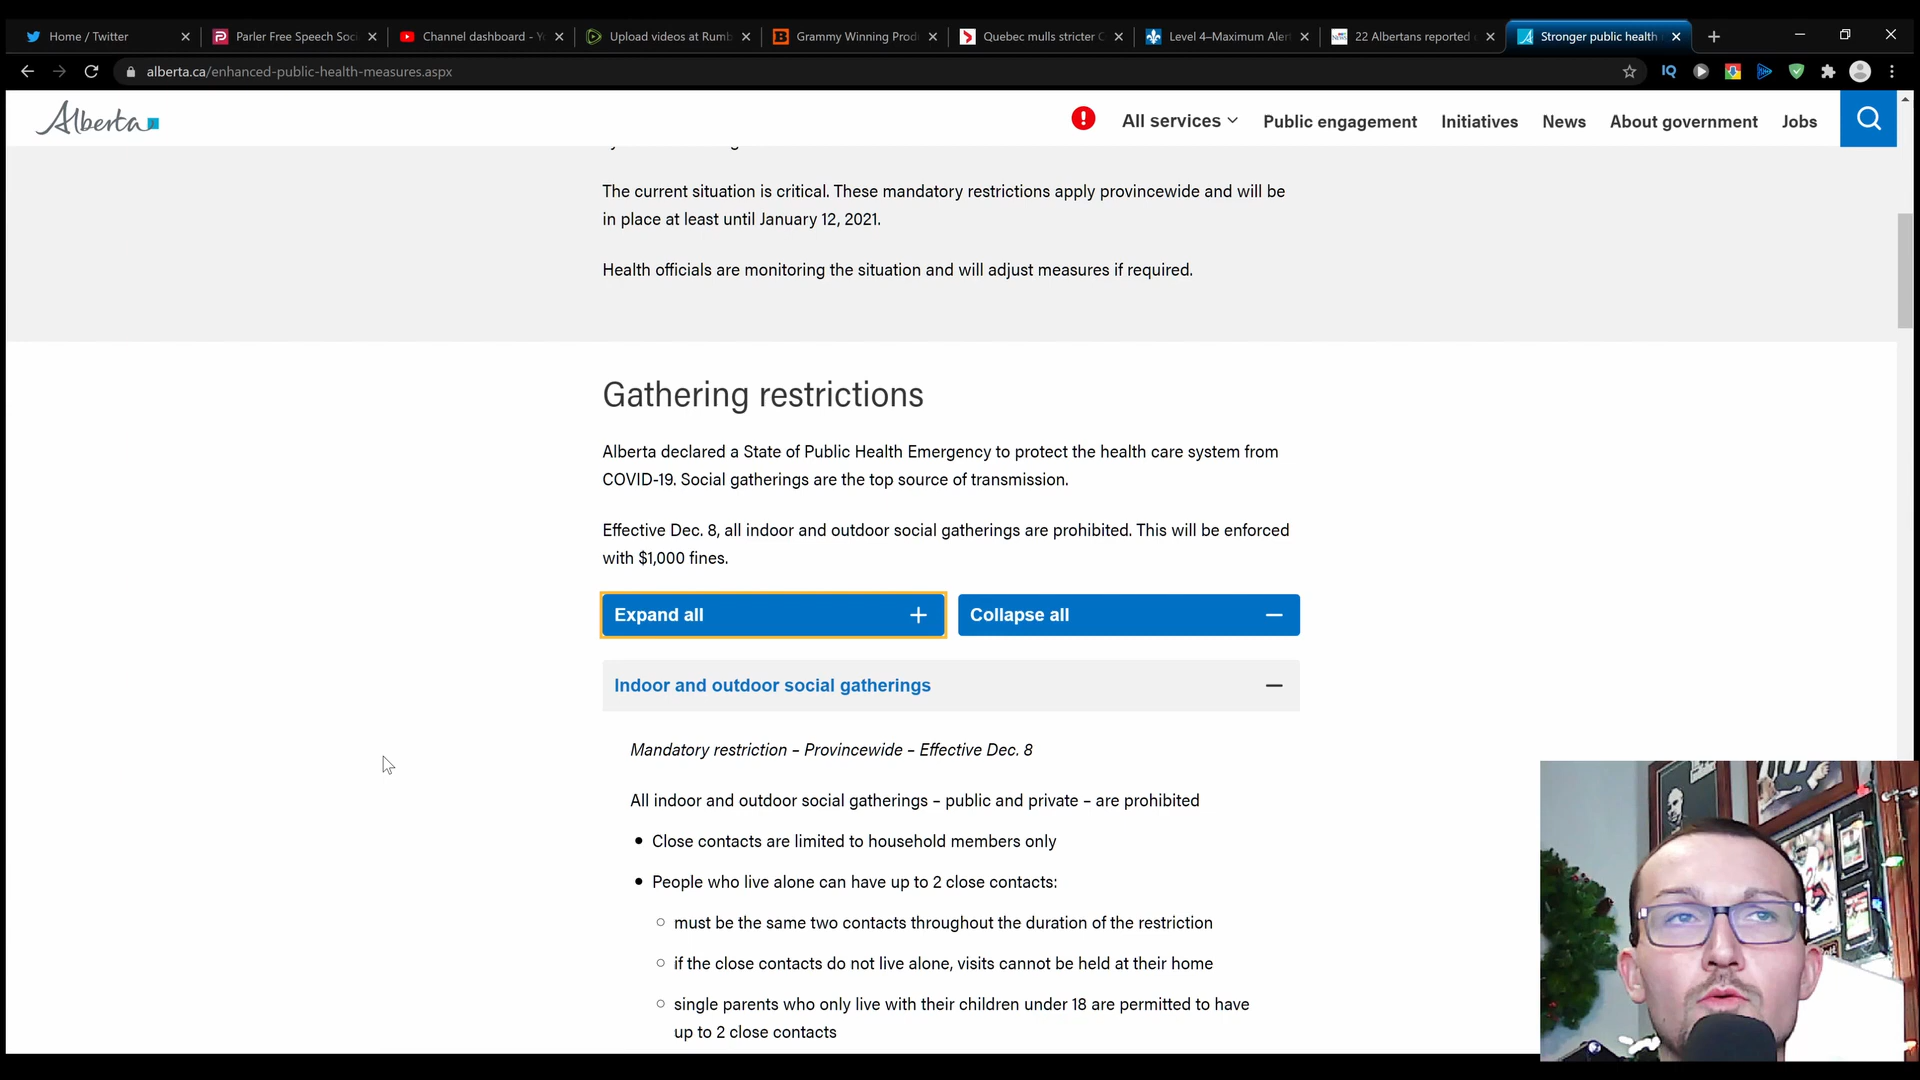 Home / Twitter
Parler Free Speech Soci
Channel dashboard - Y
Upload videos at Rumb
Grammy Winning Prod
Quebec mulls stricter C
Level 4–Maximum Aler
22 Albertans reported
Stronger public health
alberta.ca/enhanced-public-health-measures.aspx
IQ
Alberta
All services
Public engagement
Initiatives
News
About government
Jobs
The current situation is critical. These mandatory restrictions apply provincewide and will be
in place at least until January 12, 2021.
Health officials are monitoring the situation and will adjust measures if required.
Gathering restrictions
Alberta declared a State of Public Health Emergency to protect the health care system from
COVID-19. Social gatherings are the top source of transmission.
Effective Dec. 8, all indoor and outdoor social gatherings are prohibited. This will be enforced
with $1,000 fines.
Expand all
Collapse all
Indoor and outdoor social gatherings
Mandatory restriction – Provincewide – Effective Dec. 8
All indoor and outdoor social gatherings – public and private – are prohibited
Close contacts are limited to household members only
People who live alone can have up to 2 close contacts:
must be the same two contacts throughout the duration of the restriction
if the close contacts do not live alone, visits cannot be held at their home
single parents who only live with their children under 18 are permitted to have
up to 2 close contacts